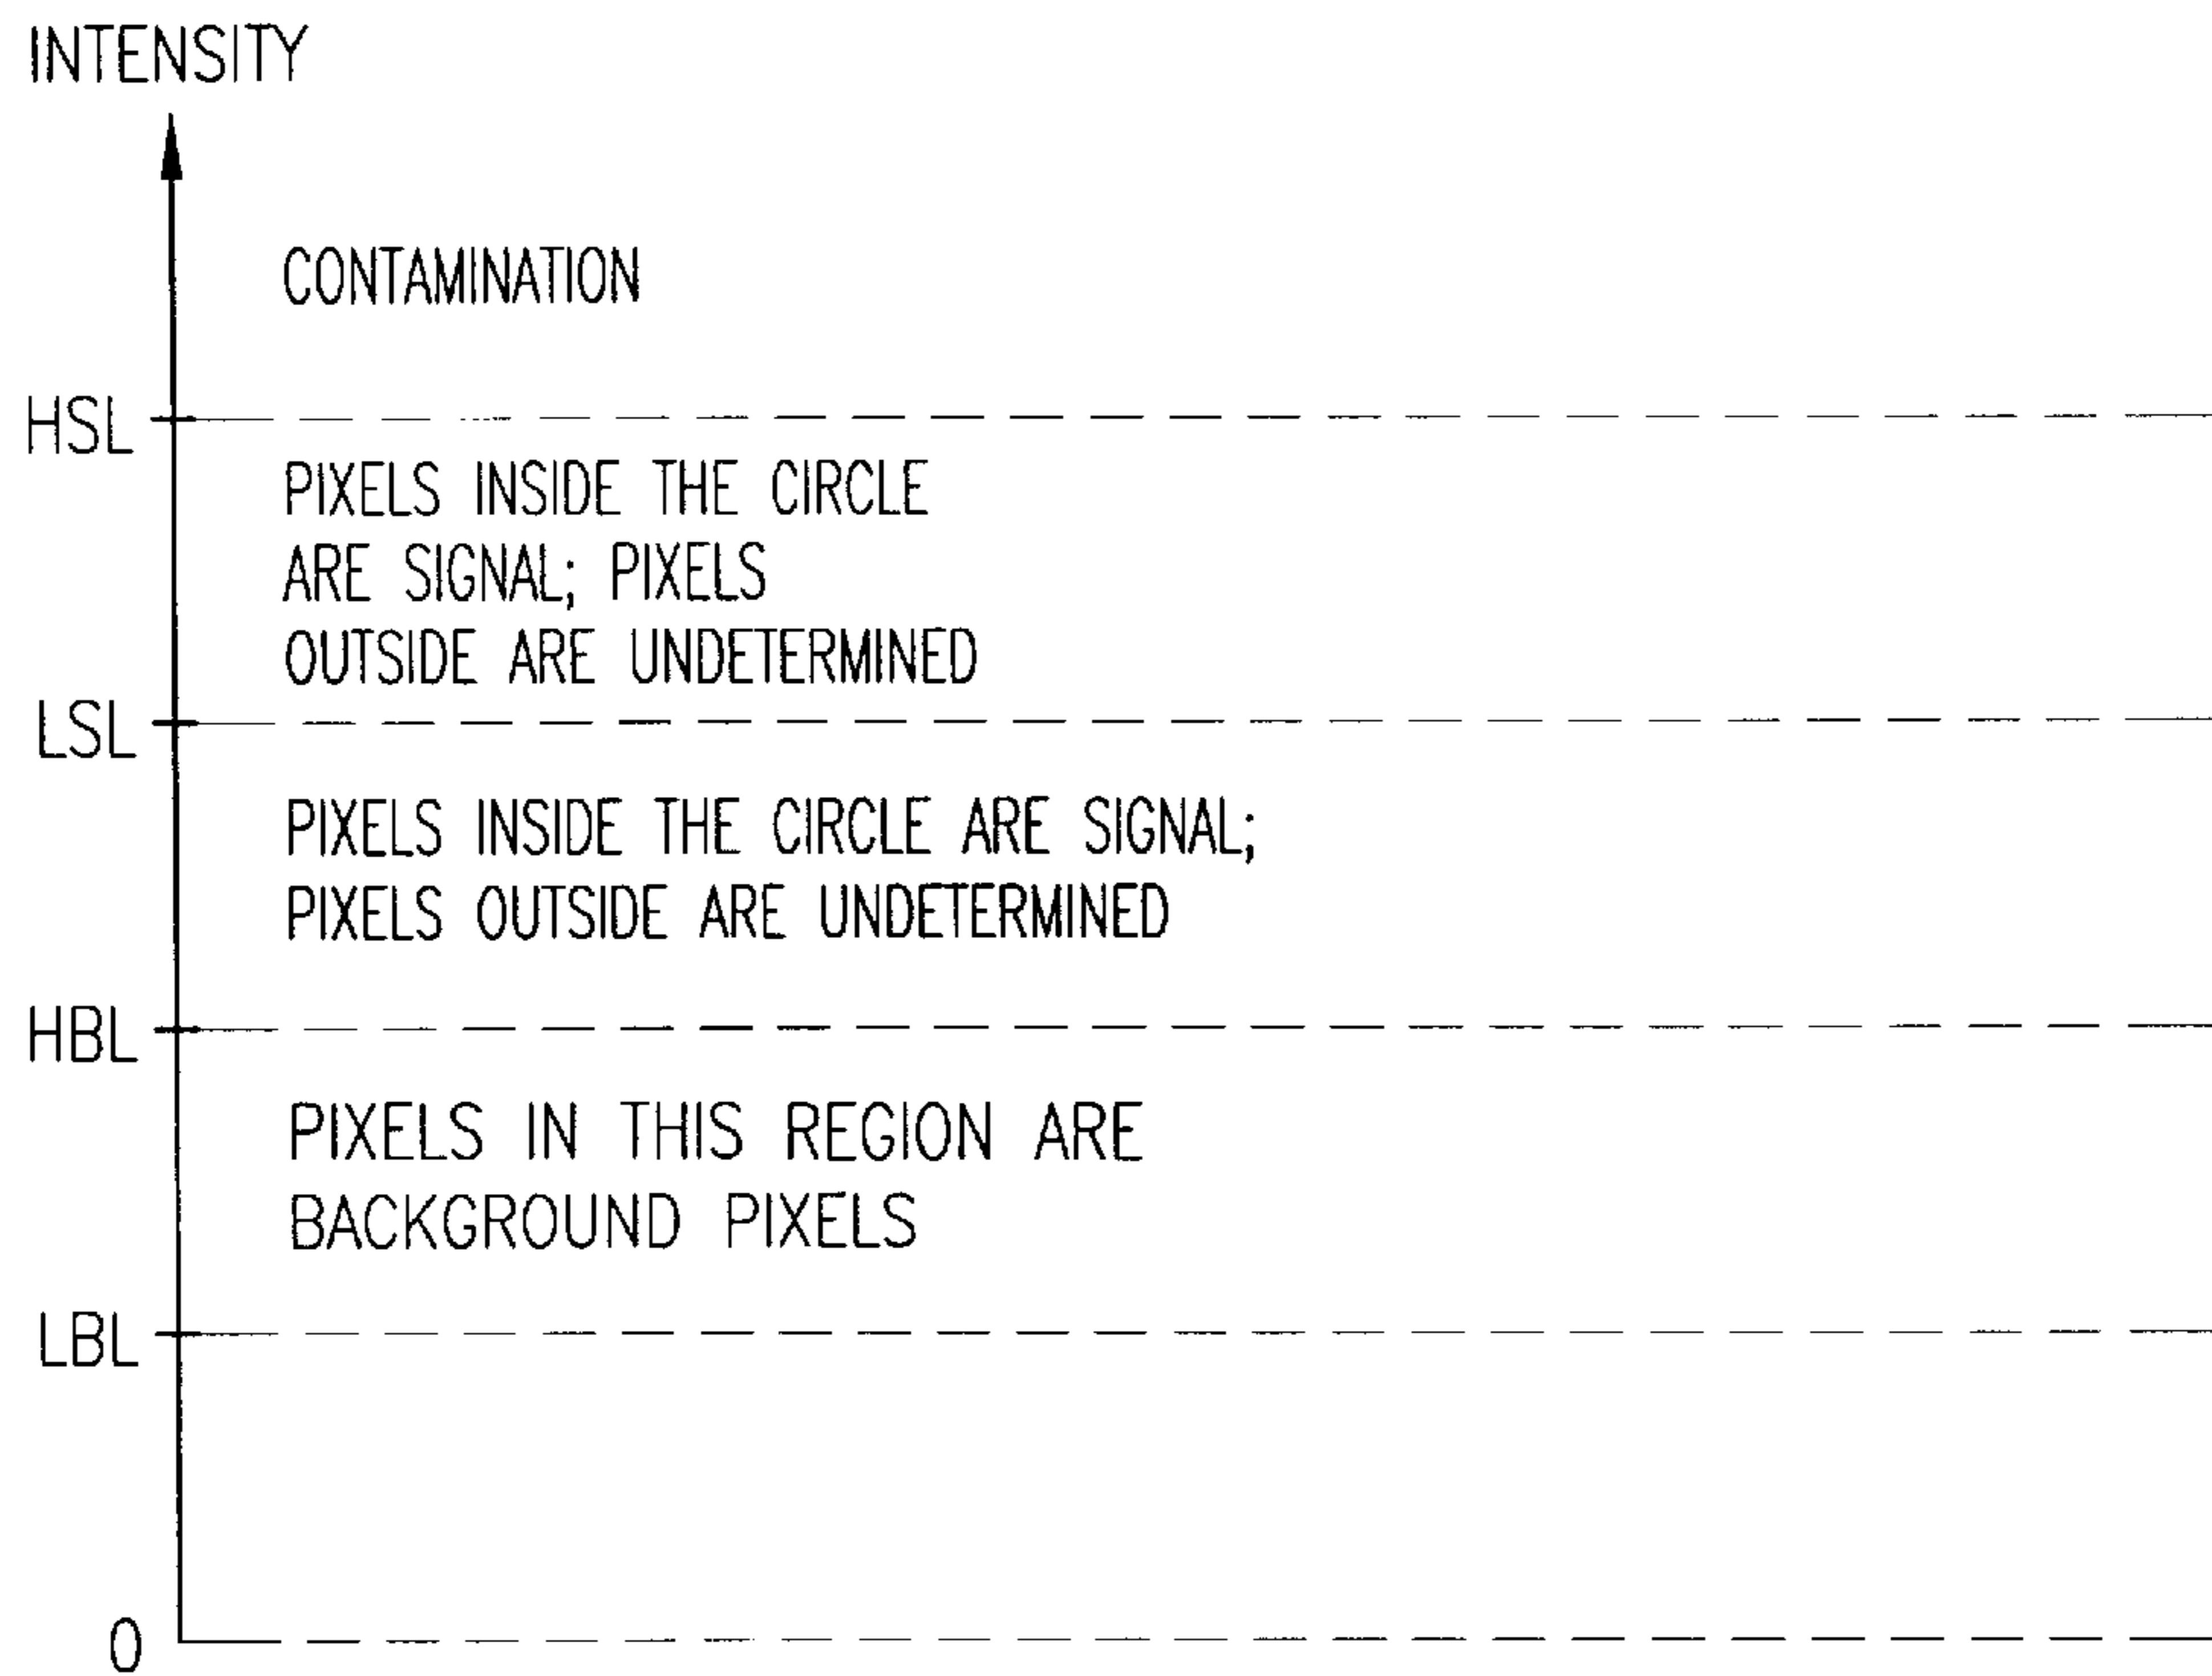 INTENSITY
CONTAMINATION
HSL
PIXELS INSIDE THE CIRCLE
ARE SIGNAL; PIXELS
OUTSIDE ARE UNDETERMINED
LSL
PIXELS INSIDE THE CIRCLE ARE SIGNAL;
PIXELS OUTSIDE ARE UNDETERMINED
HBL
PIXELS IN THIS REGION ARE
BACKGROUND PIXELS
LBL
0